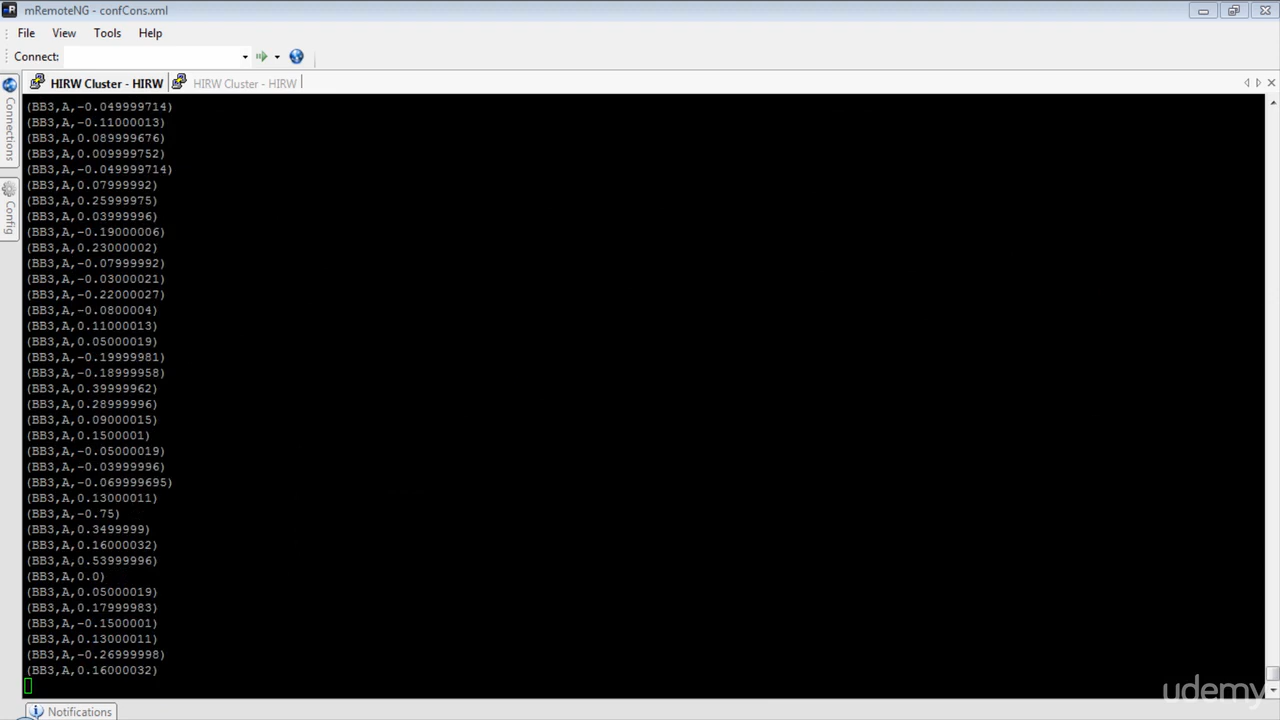 mRemoteNG - confCons.xml
File View Tools Help
Connect:
HIRW Cluster - HIRW HIRW Cluster - HIRW
Connections
Config
(BB3,A,-0.049999714)
(BB3,A,-0.11000013)
(BB3,A,0.089999676)
(BB3,A,0.009999752)
(BB3,A,-0.049999714)
(BB3,A,0.07999992)
(BB3,A,0.25999975)
(BB3,A,0.03999996)
(BB3,A,-0.19000006)
(BB3,A,0.23000002)
(BB3,A,-0.07999992)
(BB3,A,-0.03000021)
(BB3,A,-0.22000027)
(BB3,A,-0.0800004)
(BB3,A,0.11000013)
(BB3,A,0.05000019)
(BB3,A,-0.19999981)
(BB3,A,-0.18999958)
(BB3,A,0.39999962)
(BB3,A,0.28999996)
(BB3,A,0.09000015)
(BB3,A,0.1500001)
(BB3,A,-0.05000019)
(BB3,A,-0.03999996)
(BB3,A,-0.069999695)
(BB3,A,0.13000011)
(BB3,A,-0.75)
(BB3,A,0.3499999)
(BB3,A,0.16000032)
(BB3,A,0.53999996)
(BB3,A,0.0)
(BB3,A,0.05000019)
(BB3,A,0.17999983)
(BB3,A,-0.1500001)
(BB3,A,0.13000011)
(BB3,A,-0.26999998)
(BB3,A,0.16000032)
udemy
Notifications